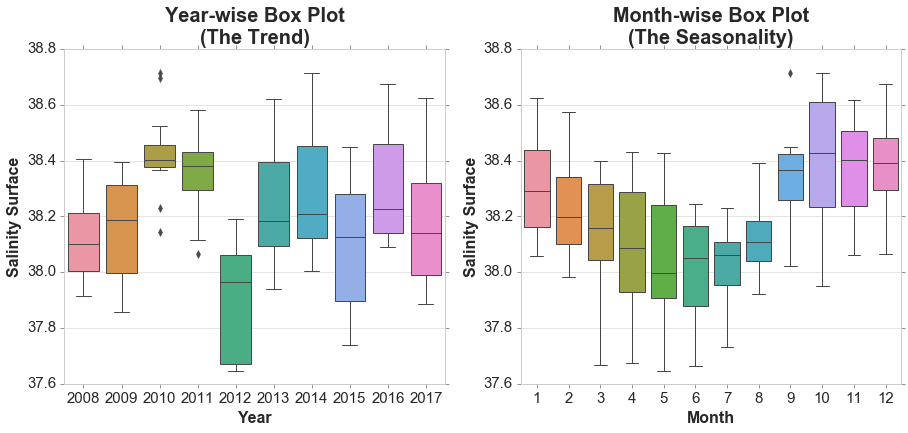 Year-wise Box Plot
(The Trend)
Salinity Surface
38.8
38.6
38.4
38.2
38.0
37.8
37.6
2008 2009 2010 2011 2012 2013 2014 2015 2016 2017
Year
Month-wise Box Plot
(The Seasonality)
Salinity Surface
38.8
38.6
38.4
38.2
38.0
37.8
37.6
1 2 3 4 5 6 7 8 9 10 11 12
Month